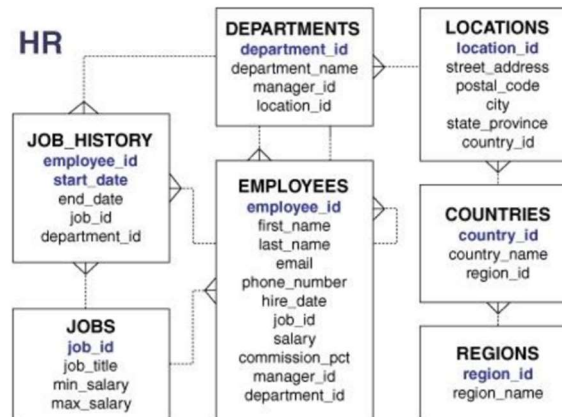 HR
DEPARTMENTS
department_id
department_name
manager_id
location_id
LOCATIONS
location_id
street_address
postal_code
city
state_province
country_id
JOB_HISTORY
employee_id
start_date
end_date
job_id
department_id
EMPLOYEES
employee_id
first_name
last_name
email
phone_number
hire_date
job_id
salary
commission_pct
manager_id
department_id
COUNTRIES
country_id
country_name
region_id
JOBS
job_id
job_title
min_salary
max_salary
REGIONS
region_id
region_name